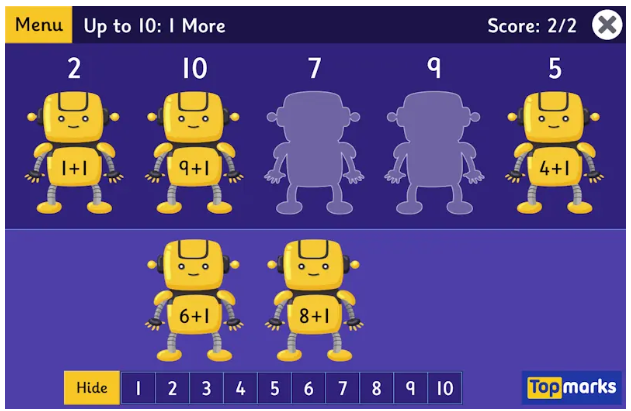 Menu Up to 10: 1 More Score: 2/2
2 10 7 9 5
1+1 9+1 4+1
6+1 8+1
Hide 1 2 3 4 5 6 7 8 9 10
Topmarks